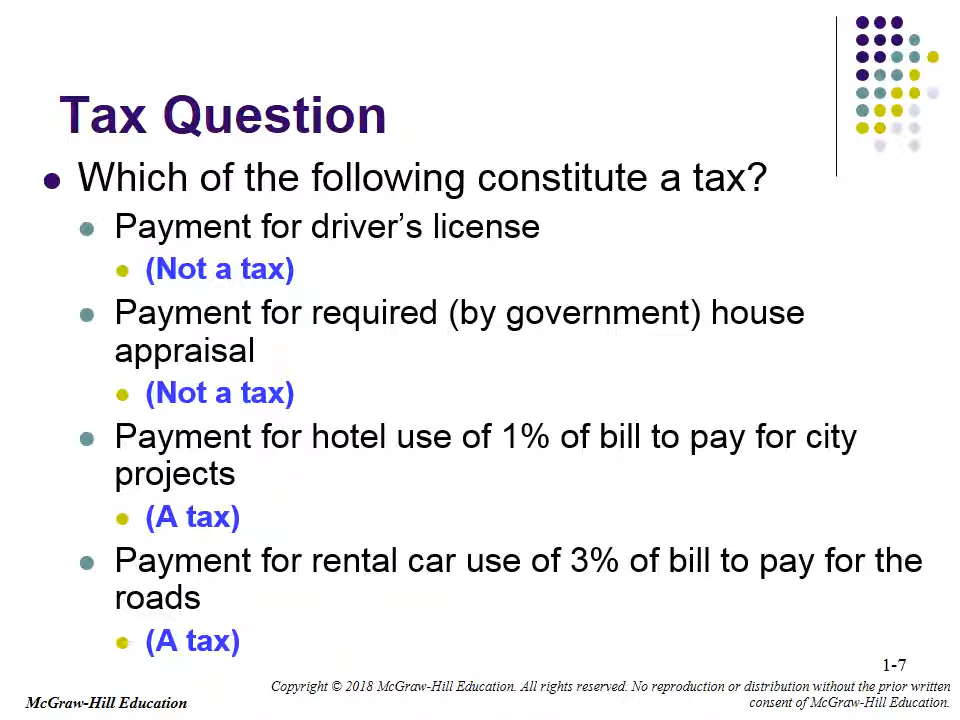 Tax Question
Which of the following constitute a tax?
Payment for driver’s license
(Not a tax)
Payment for required (by government) house
appraisal
(Not a tax)
Payment for hotel use of 1% of bill to pay for city
projects
(A tax)
Payment for rental car use of 3% of bill to pay for the
roads
(A tax)
1-7
McGraw-Hill Education
Copyright © 2018 McGraw-Hill Education. All rights reserved. No reproduction or distribution without the prior written
consent of McGraw-Hill Education.